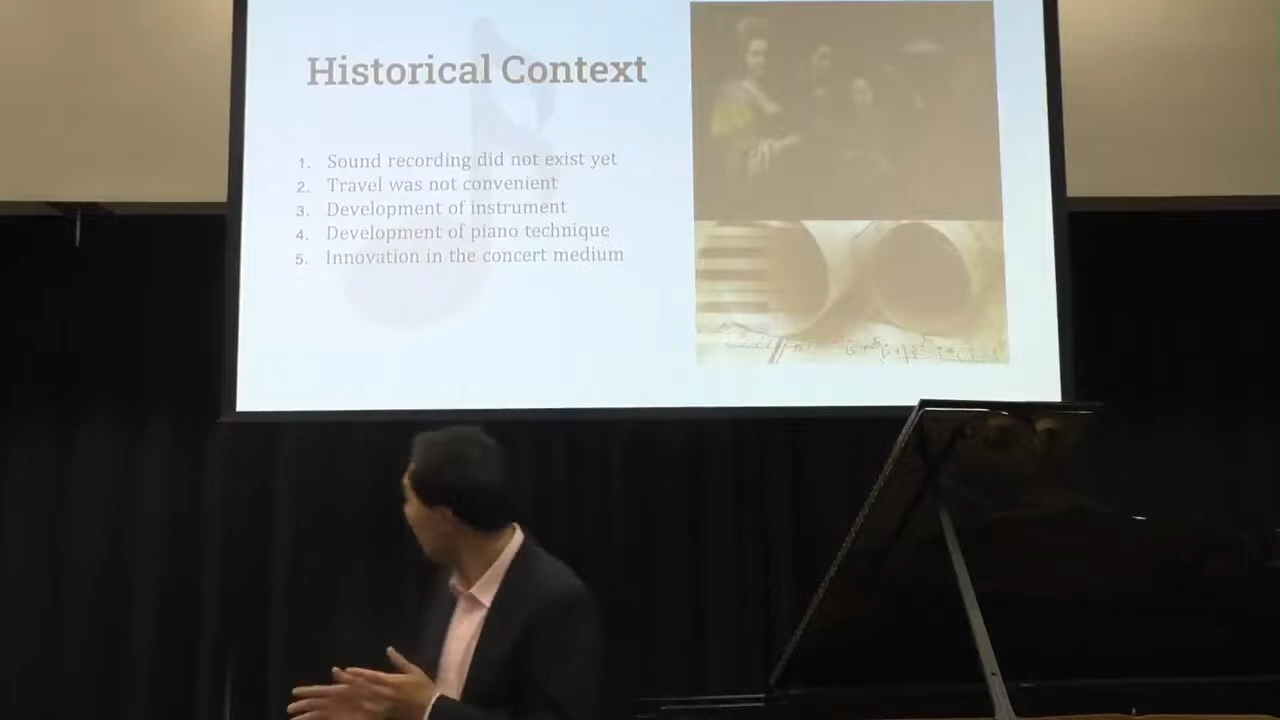 Historical Context
1. Sound recording did not exist yet
2. Travel was not convenient
3. Development of instrument
4. Development of piano technique
5. Innovation in the concert medium